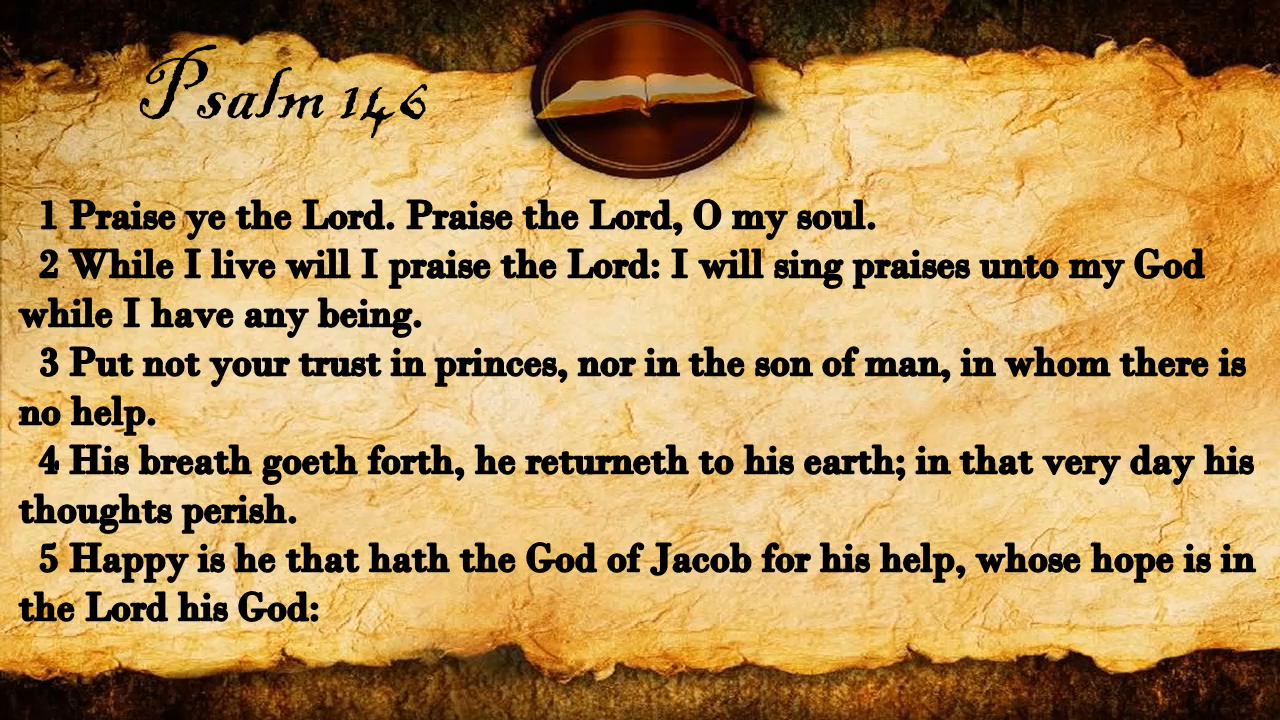 Psalm 146
1 Praise ye the Lord. Praise the Lord, O my soul.
2 While I live will I praise the Lord: I will sing praises unto my God
while I have any being.
3 Put not your trust in princes, nor in the son of man, in whom there is
no help.
4 His breath goeth forth, he returneth to his earth; in that very day his
thoughts perish.
5 Happy is he that hath the God of Jacob for his help, whose hope is in
the Lord his God: